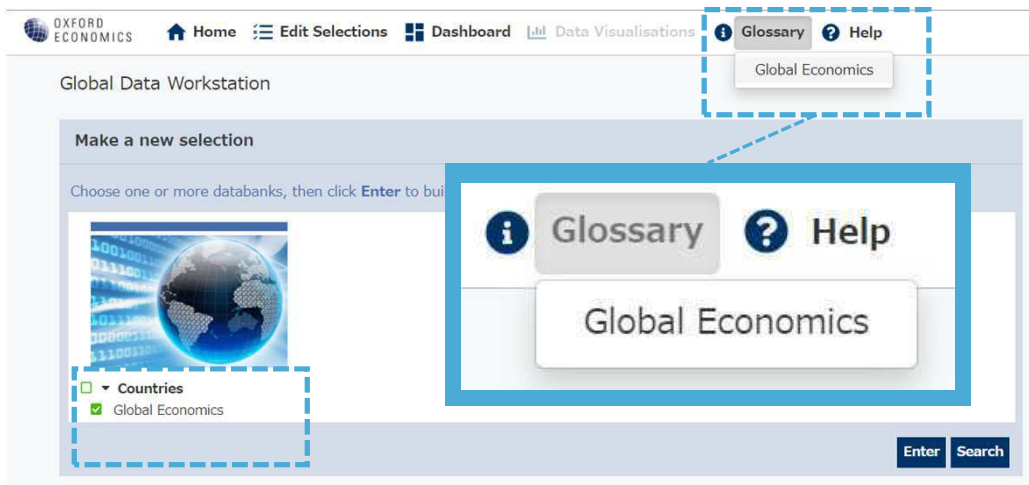 OXFORD
ECONOMICS
Home
Edit Selections
Dashboard
Data Visualisations
Glossary
Help
Global Economics
Global Data Workstation
Make a new selection
Choose one or more databanks, then click Enter to bui
Glossary
Help
Global Economics
Countries
Global Economics
Enter
Search